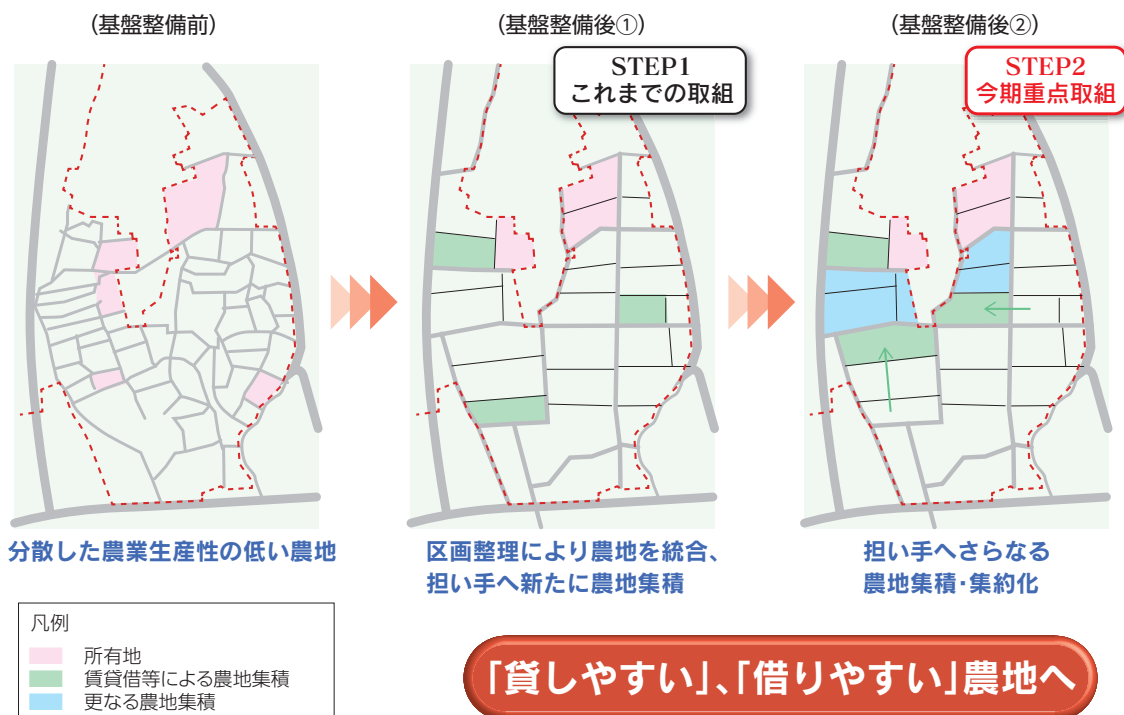 (基盤整備前)
(基盤整備後①)
(基盤整備後②)
STEP1
これまでの取組
STEP2
今期重点取組
分散した農業生産性の低い農地
区画整理により農地を統合、
担い手へ新たに農地集積
担い手へさらなる
農地集積・集約化
凡例
所有地
賃貸借等による農地集積
更なる農地集積
「貸しやすい」、「借りやすい」農地へ